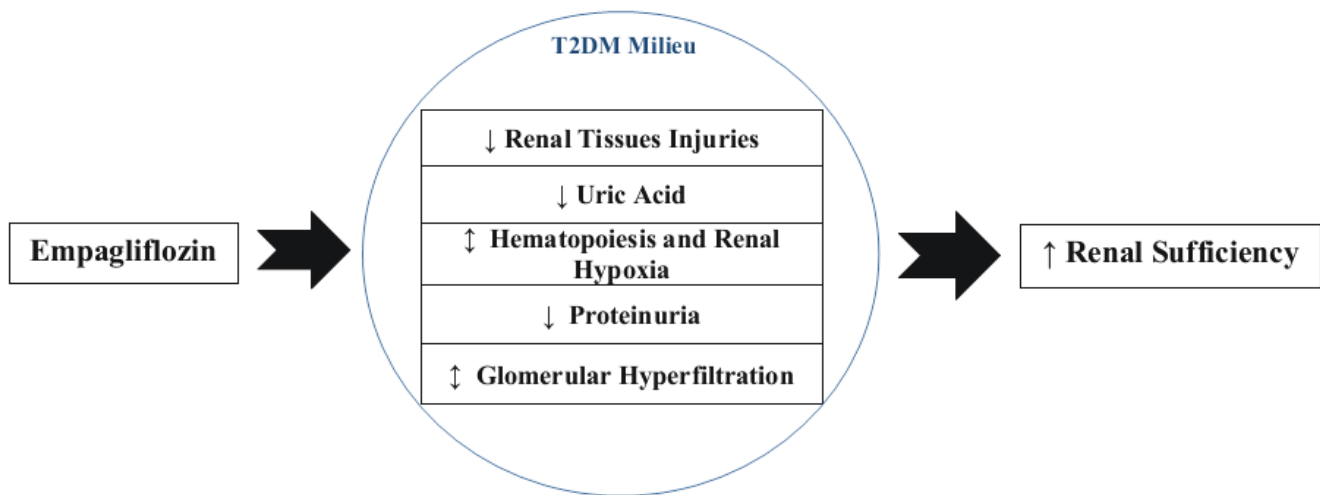 T2DM Milieu
↓ Renal Tissues Injuries
↓ Uric Acid
Empagliflozin
↕ Hematopoiesis and Renal
Hypoxia
↑ Renal Sufficiency
↓ Proteinuria
↕ Glomerular Hyperfiltration